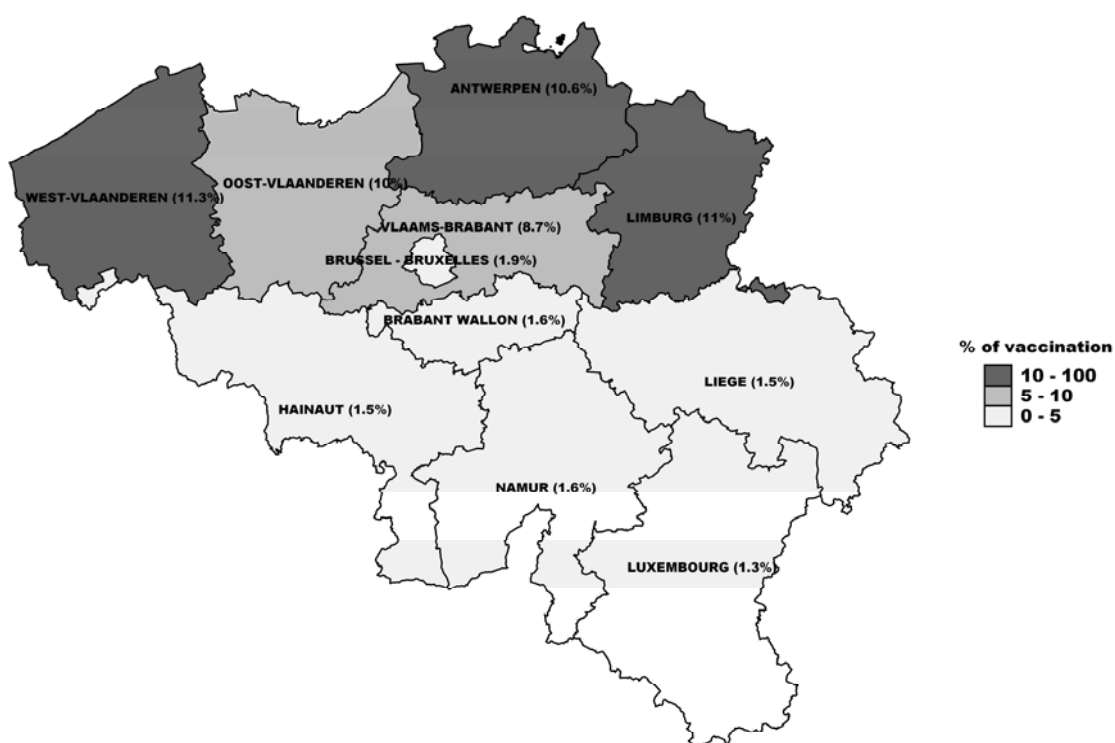 ANTWERPEN (10.6%)
OOST-VLAANDEREN (10%)
WEST-VLAANDEREN (11.3%)
LIMBURG (11%)
VLAAMS-BRABANT (8.7%)
BRUSSEL - BRUXELLES (1.9%)
BRABANT WALLON (1.6%)
LIEGE (1.5%)
HAINAUT (1.5%)
NAMUR (1.6%)
LUXEMBOURG (1.3%)
% of vaccination
10 - 100
5 - 10
0 - 5